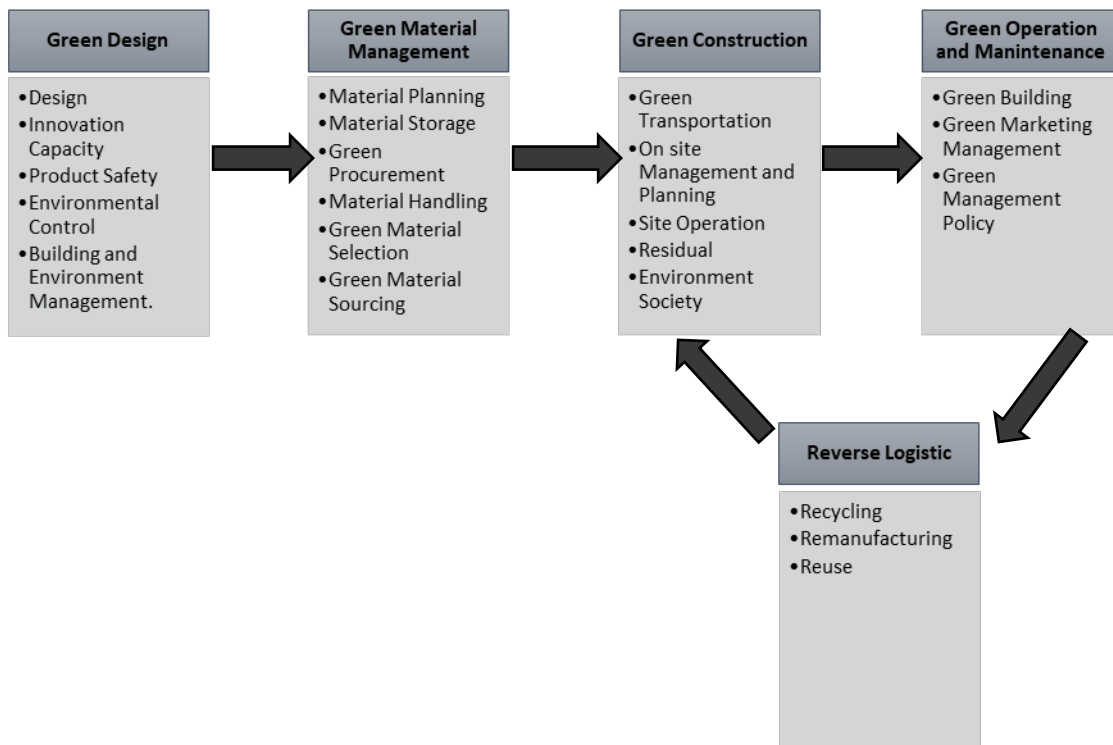 Green Design
•Design
•Innovation
Capacity
•Product Safety
•Environmental
Control
•Building and
Environment
Management.
Green Material
Management
•Material Planning
•Material Storage
•Green
Procurement
•Material Handling
•Green Material
Selection
•Green Material
Sourcing
Green Construction
•Green
Transportation
•On site
Management and
Planning
•Site Operation
•Residual
•Environment
Society
Green Operation
and Manintenance
•Green Building
•Green Marketing
Management
•Green
Management
Policy
Reverse Logistic
•Recycling
•Remanufacturing
•Reuse